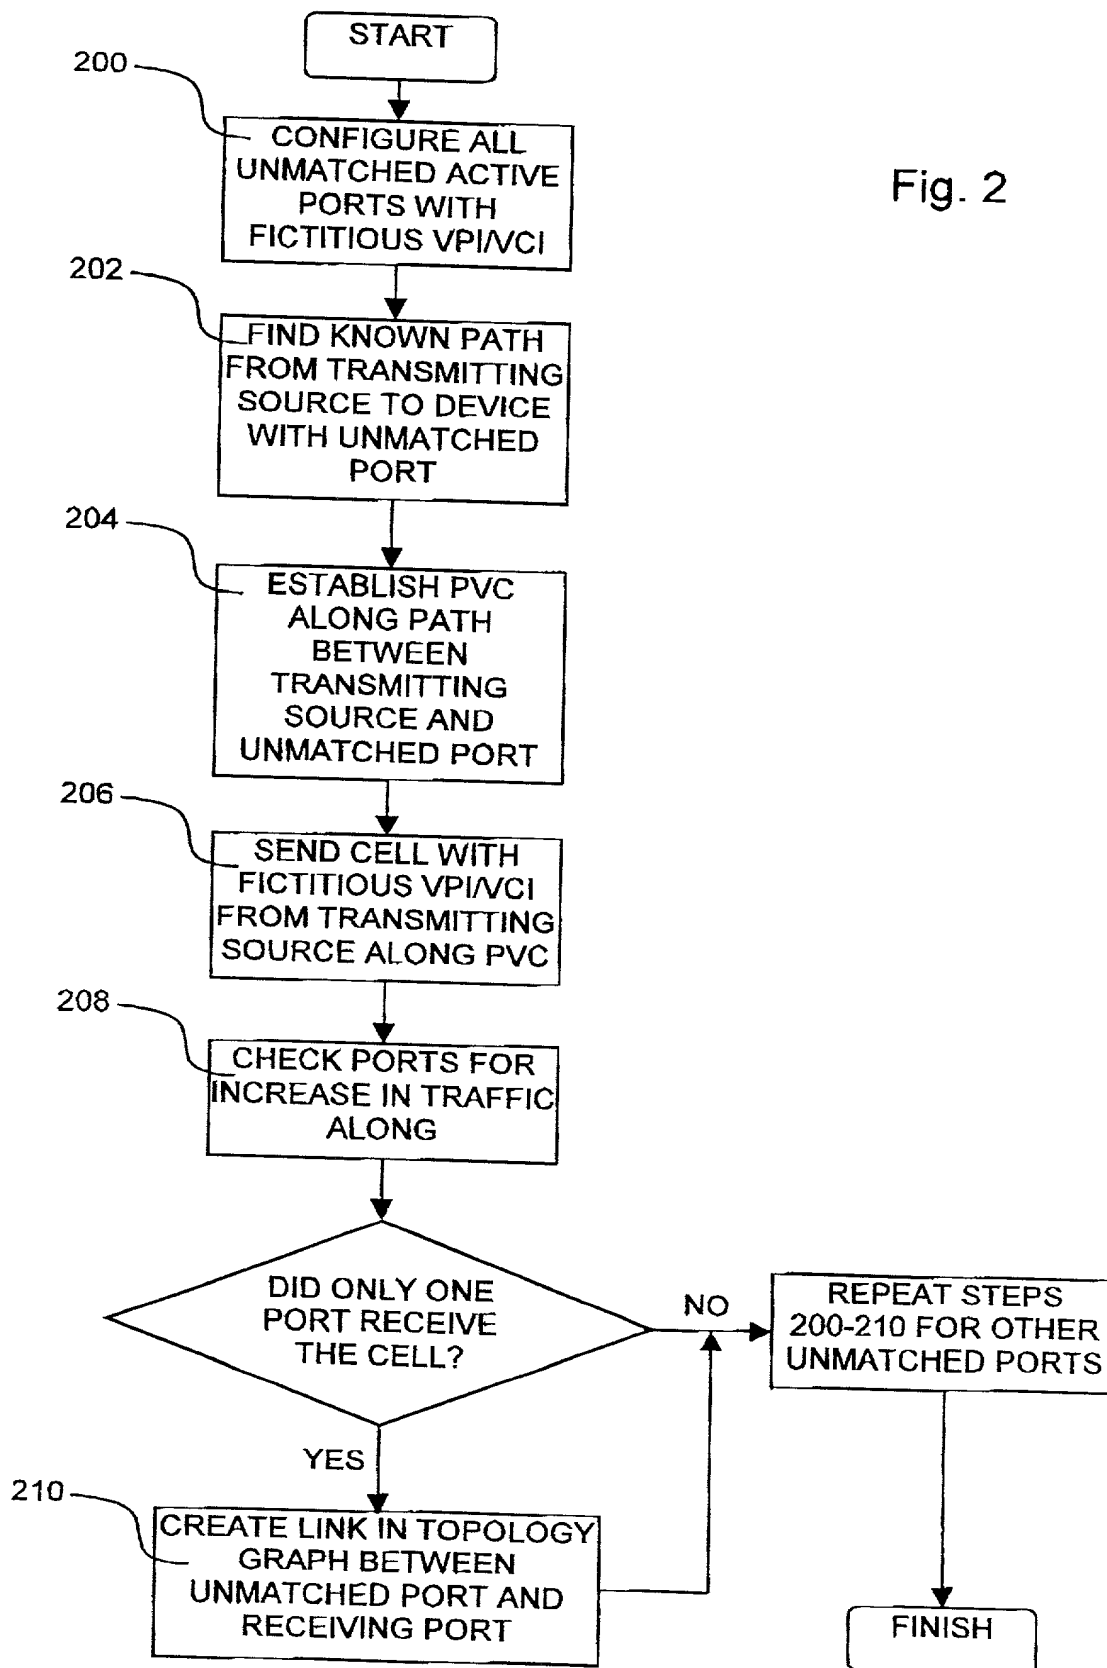 START
200
CONFIGURE ALL
UNMATCHED ACTIVE
PORTS WITH
FICTITIOUS VPI/VCI
Fig. 2
202
FIND KNOWN PATH
FROM TRANSMITTING
SOURCE TO DEVICE
WITH UNMATCHED
PORT
204
ESTABLISH PVC
ALONG PATH
BETWEEN
TRANSMITTING
SOURCE AND
UNMATCHED PORT
206
SEND CELL WITH
FICTITIOUS VPI/VCI
FROM TRANSMITTING
SOURCE ALONG PVC
208
CHECK PORTS FOR
INCREASE IN TRAFFIC
ALONG
DID ONLY ONE
PORT RECEIVE
THE CELL?
NO
REPEAT STEPS
200-210 FOR OTHER
UNMATCHED PORTS
YES
210
CREATE LINK IN TOPOLOGY
GRAPH BETWEEN
UNMATCHED PORT AND
RECEIVING PORT
FINISH